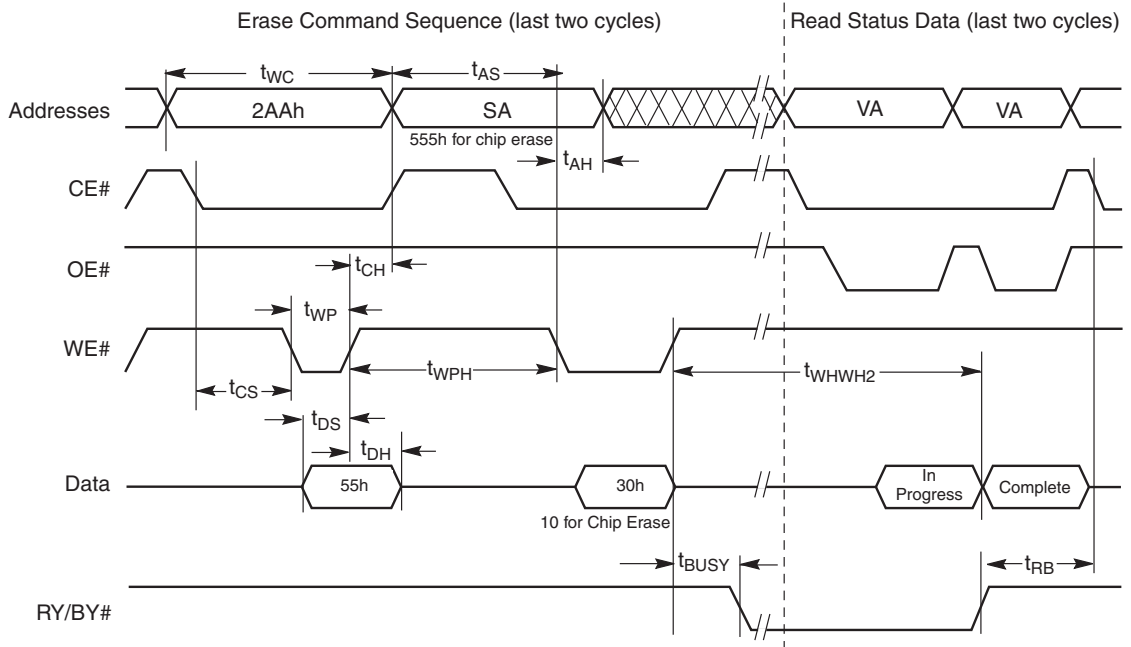 Erase Command Sequence (last two cycles)
Read Status Data (last two cycles)
tWC
tAS
Addresses
2AAh
SA
VA
VA
555h for chip erase
tAH
CE#
OE#
tCH
tWP
WE#
tWPH
tWHWH2
tCS
tDS
tDH
Data
55h
30h
In
Progress
Complete
10 for Chip Erase
tBUSY
tRB
RY/BY#